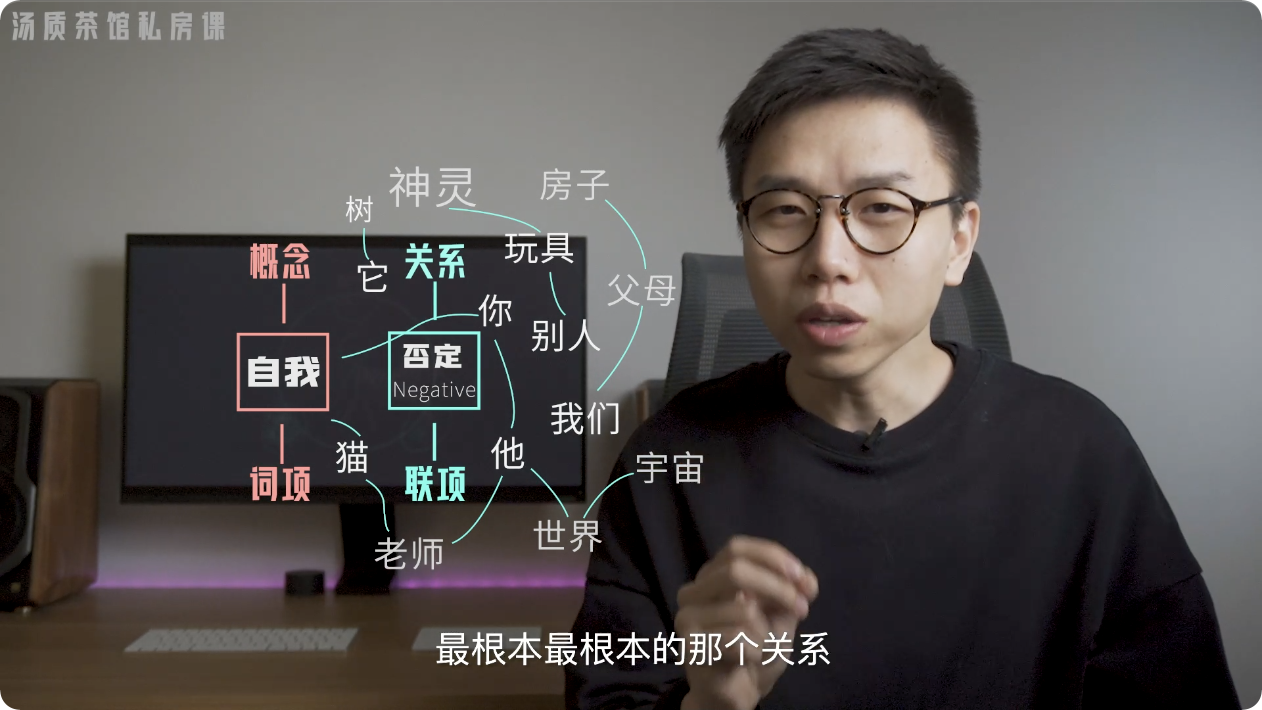 汤质茶馆私房课
神灵
房子
树
概念
关系
玩具
它
父母
你
别人
自我
否定
Negative
我们
猫
他
宇宙
词项
联项
世界
老师
最根本最根本的那个关系